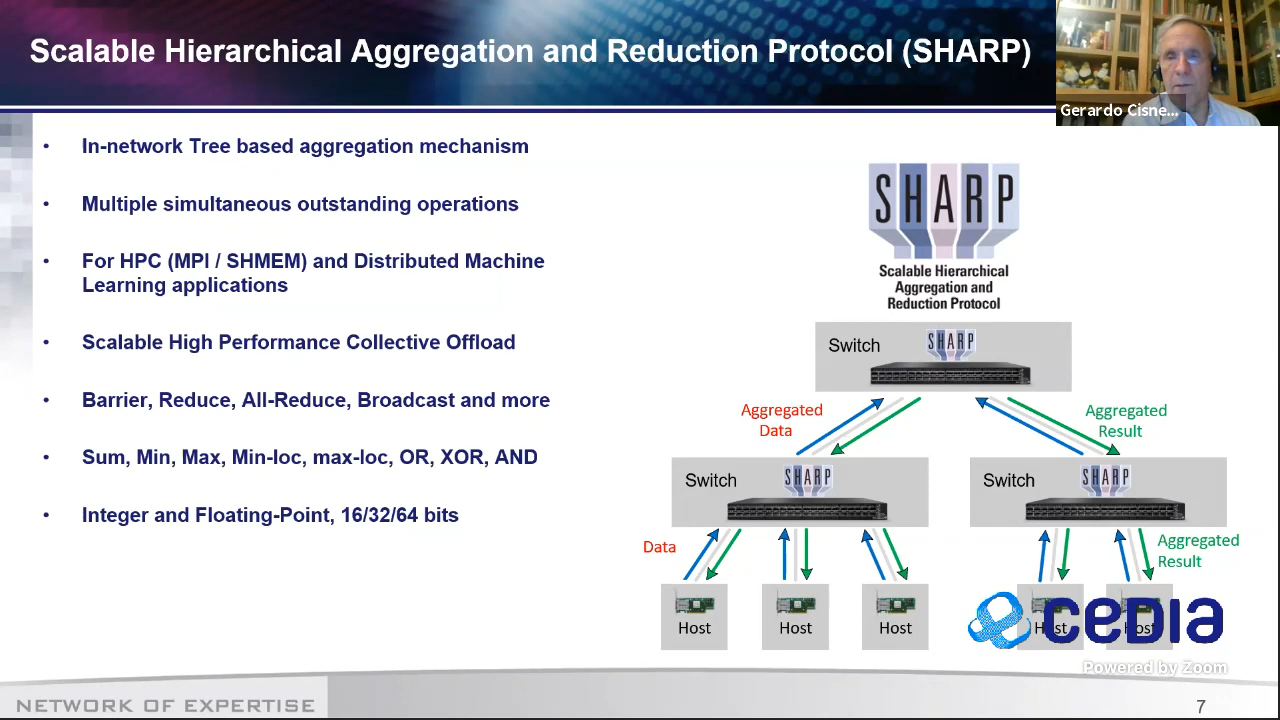 Scalable Hierarchical Aggregation and Reduction Protocol (SHARP)
Gerardo Cisne...
• In-network Tree based aggregation mechanism
• Multiple simultaneous outstanding operations
• For HPC (MPI / SHMEM) and Distributed Machine
Learning applications
• Scalable High Performance Collective Offload
• Barrier, Reduce, All-Reduce, Broadcast and more
• Sum, Min, Max, Min-loc, max-loc, OR, XOR, AND
• Integer and Floating-Point, 16/32/64 bits
SHARP
Scalable Hierarchical
Aggregation and
Reduction Protocol
Switch
SHARP
Aggregated
Data
Aggregated
Result
Switch
SHARP
Switch
SHARP
Data
Aggregated
Result
Host
Host
Host
Host
Host
CEDIA
Powered by Zoom
NETWORK OF EXPERTISE
7